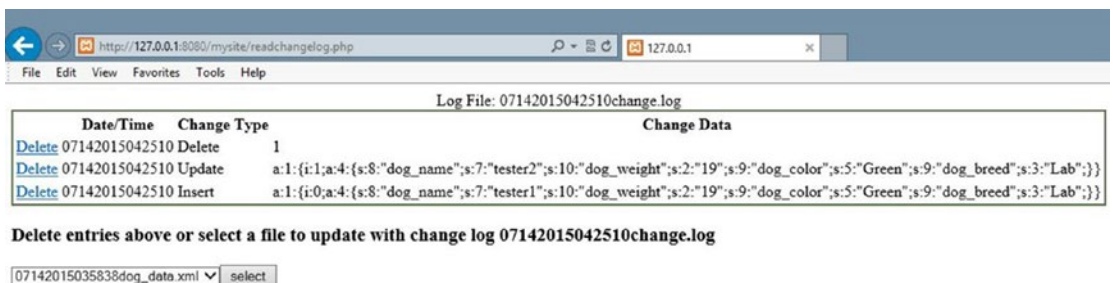 http://127.0.0.1:8080/mysite/readchangelog.php 127.0.0.1
File Edit View Favorites Tools Help
Log File: 07142015042510change.log
Date/Time Change Type Change Data
Delete 07142015042510 Delete 1
Delete 07142015042510 Update a:1:{i:1;a:4:{s:8:"dog_name";s:7:"tester2";s:10:"dog_weight";s:2:"19";s:9:"dog_color";s:5:"Green";s:9:"dog_breed";s:3:"Lab";}}
Delete 07142015042510 Insert a:1:{i:0;a:4:{s:8:"dog_name";s:7:"tester1";s:10:"dog_weight";s:2:"19";s:9:"dog_color";s:5:"Green";s:9:"dog_breed";s:3:"Lab";}}
Delete entries above or select a file to update with change log 07142015042510change.log
07142015035838dog_data.xml select